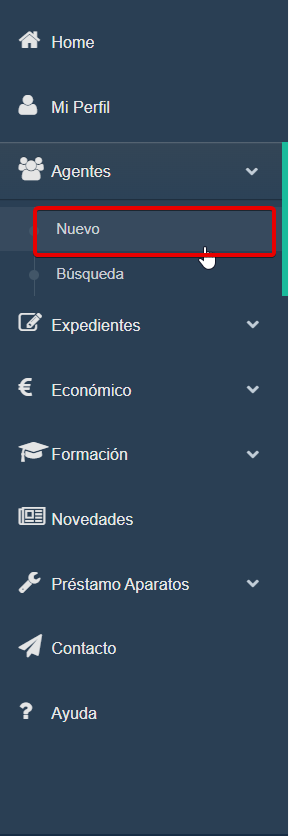 Home
Mi Perfil
Agentes
Nuevo
Búsqueda
Expedientes
€ Económico
Formación
Novedades
Préstamo Aparatos
Contacto
? Ayuda